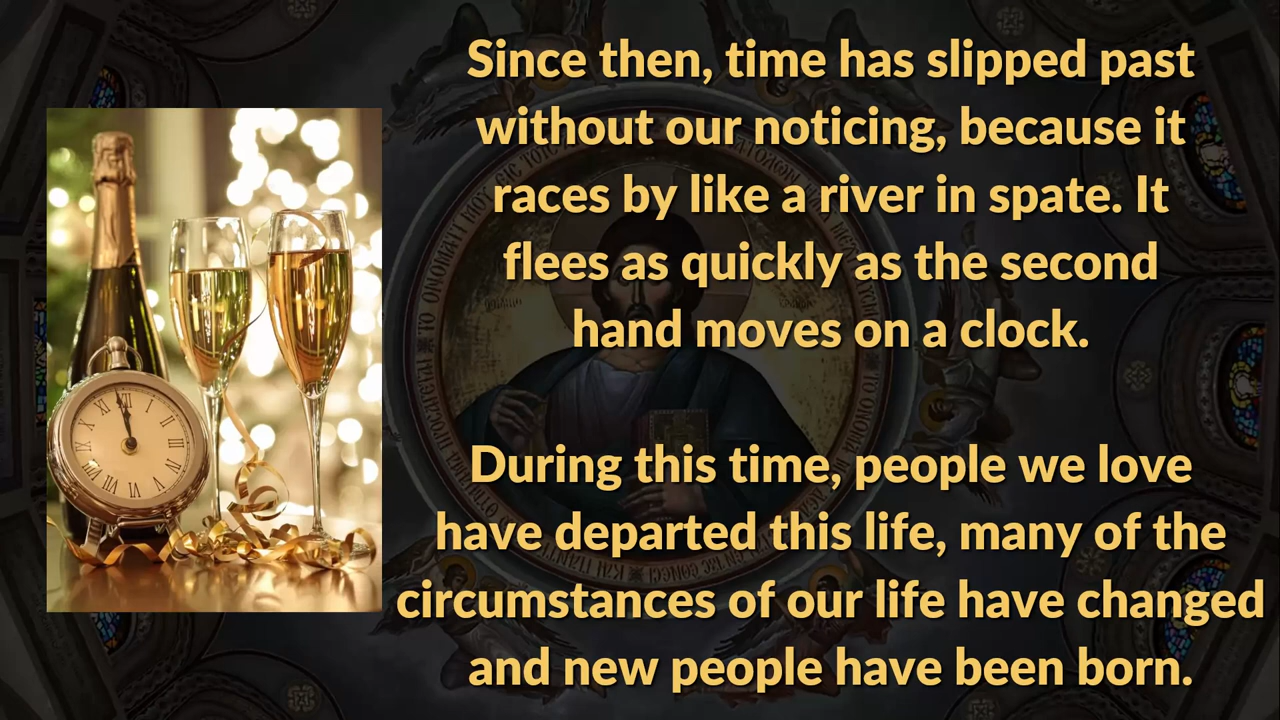 Since then, time has slipped past
without our noticing, because it
races by like a river in spate. It
flees as quickly as the second
hand moves on a clock.
During this time, people we love
have departed this life, many of the
circumstances of our life have changed
and new people have been born.